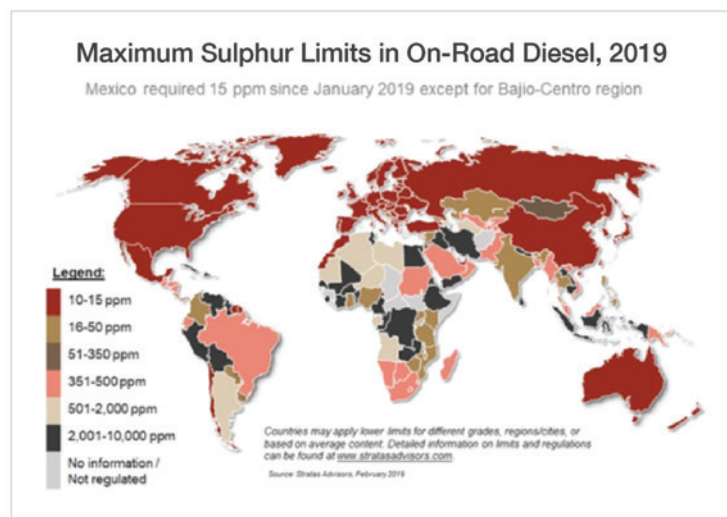 Maximum Sulphur Limits in On-Road Diesel, 2019
Mexico required 15 ppm since January 2019 except for Bajio-Centro region
Legend:
10-15 ppm
16-50 ppm
51-350 ppm
351-500 ppm
501-2,000 ppm
2,001-10,000 ppm
No information /
Not regulated
Countries may apply lower limits for different grades, regions/cities, or
based on average content. Detailed information on limits and regulations
can be found at www.stratasadvisors.com.
Source: Stratas Advisors, February 2019